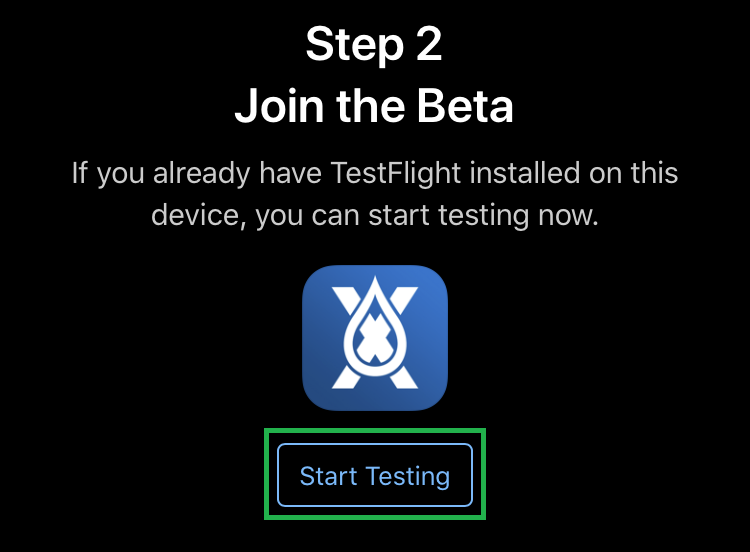 Step 2
Join the Beta
If you already have TestFlight installed on this
device, you can start testing now.
Start Testing